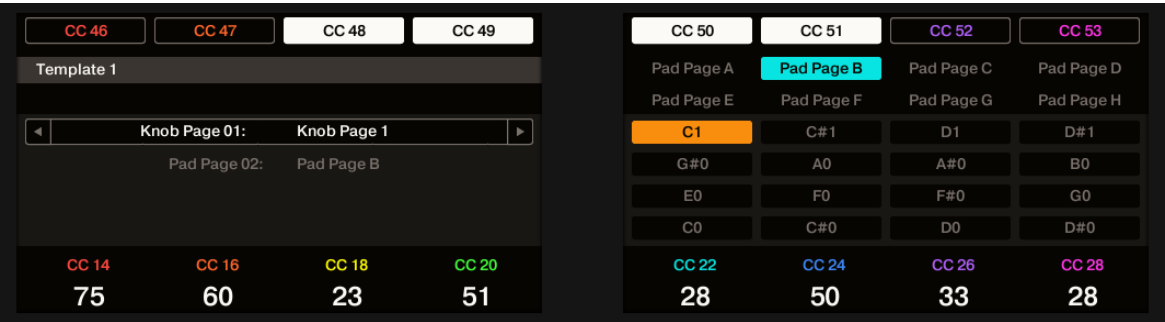 CC 46 CC 47 CC 48 CC 49
Template 1
Knob Page 01: Knob Page 1
Pad Page 02: Pad Page B
CC 14 CC 16 CC 18 CC 20
75 60 23 51
CC 50 CC 51 CC 52 CC 53
Pad Page A Pad Page B Pad Page C Pad Page D
Pad Page E Pad Page F Pad Page G Pad Page H
C1 C#1 D1 D#1
G#0 A0 A#0 B0
E0 F0 F#0 G0
C0 C#0 D0 D#0
CC 22 CC 24 CC 26 CC 28
28 50 33 28